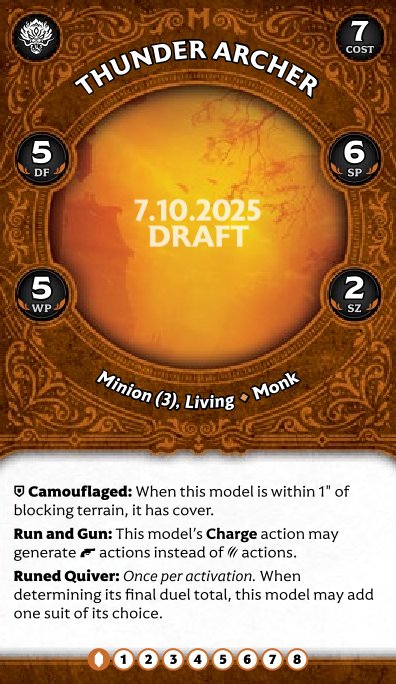 7
COST
THUNDER ARCHER
5
DF
6
SP
7.10.2025
DRAFT
5
WP
2
SZ
Minion (3), Living ⬥ Monk
Camouflaged: When this model is within 1" of
blocking terrain, it has cover.
Run and Gun: This model's Charge action may
generate actions instead of actions.
Runed Quiver: Once per activation. When
determining its final duel total, this model may add
one suit of its choice.
1 2 3 4 5 6 7 8